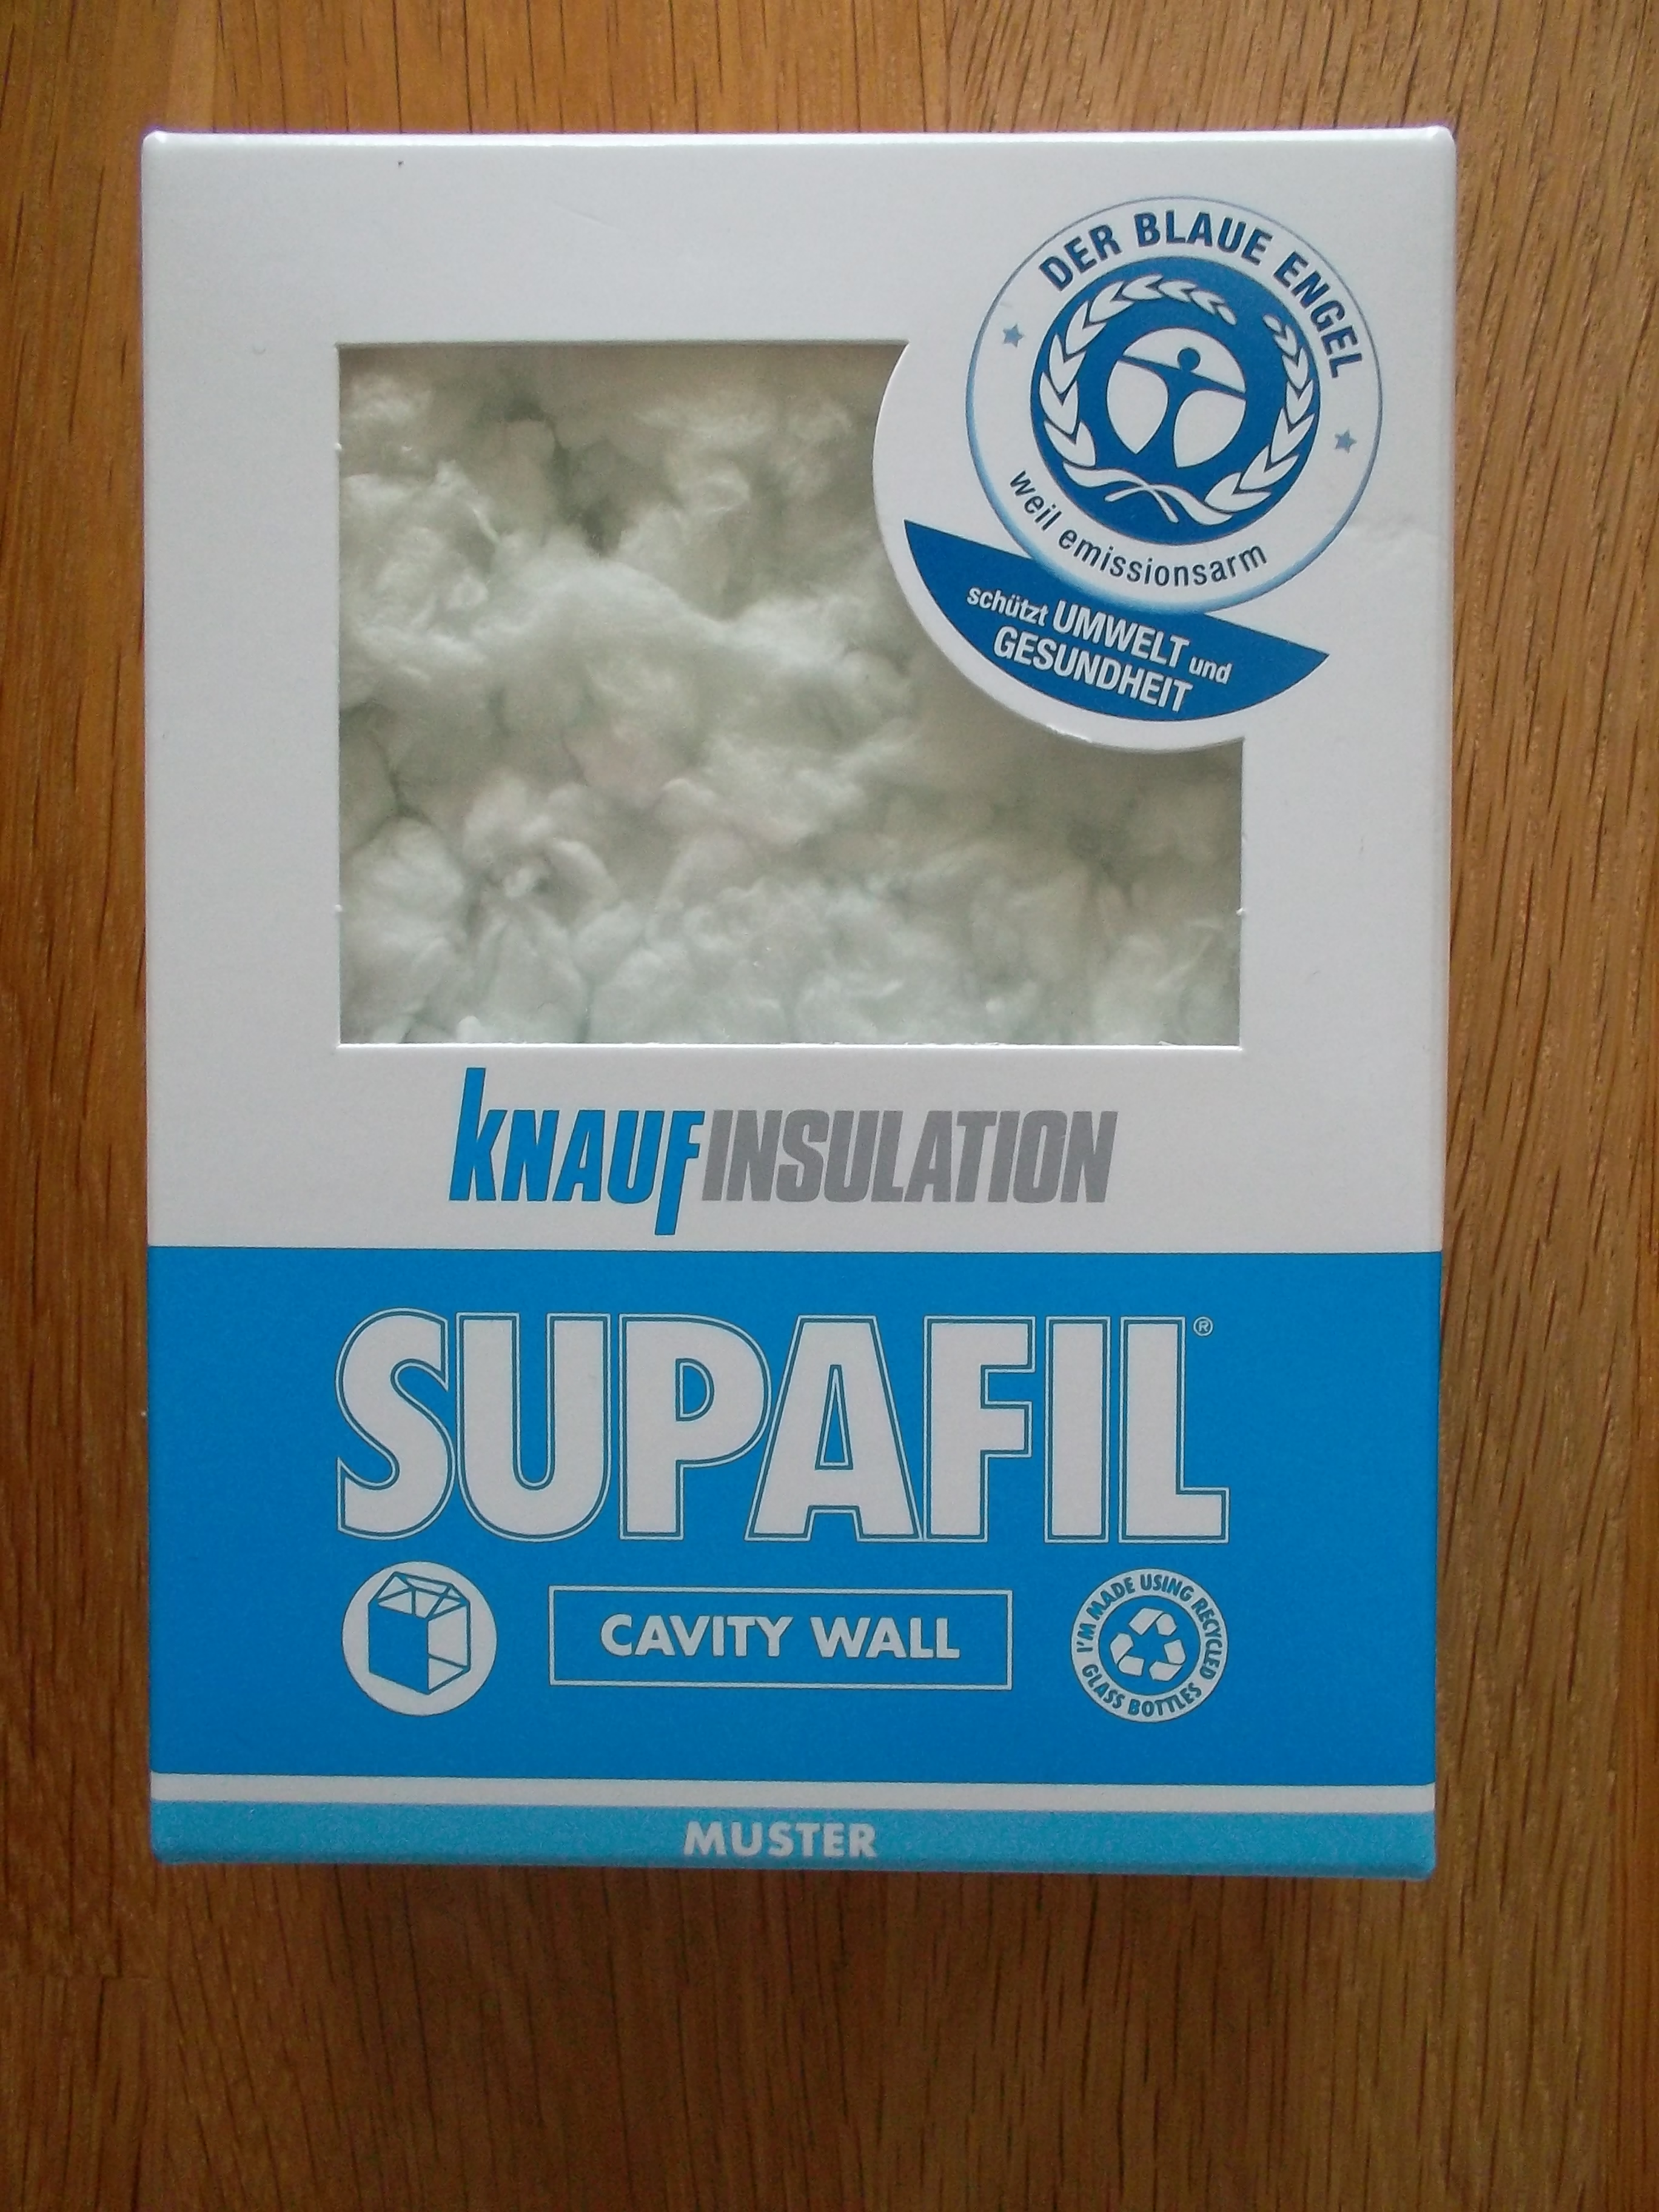 DER BLAUE ENGEL
weil emissionsarm
schützt UMWELT und
GESUNDHEIT
KNAUFINSULATION
SUPAFIL®
CAVITY WALL
I'M MADE USING RECYCLED
GLASS BOTTLES
MUSTER